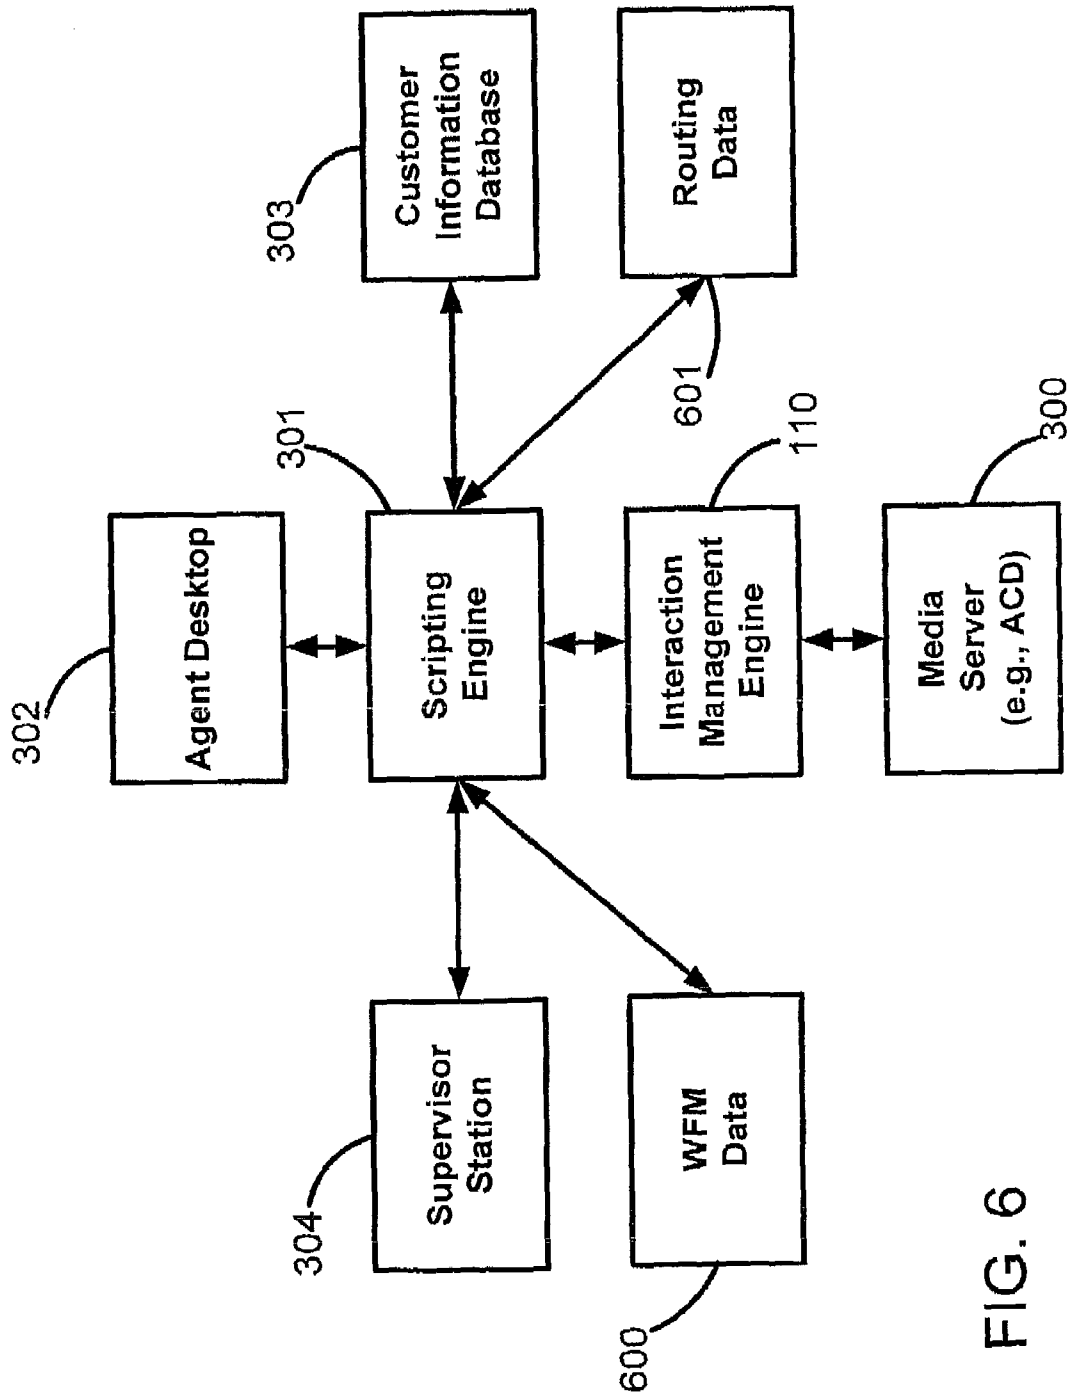 302
Agent Desktop
304
Supervisor
Station
301
Scripting
Engine
303
Customer
Information
Database
600
WFM
Data
110
Interaction
Management
Engine
601
Routing
Data
300
Media
Server
(e.g., ACD)
FIG. 6